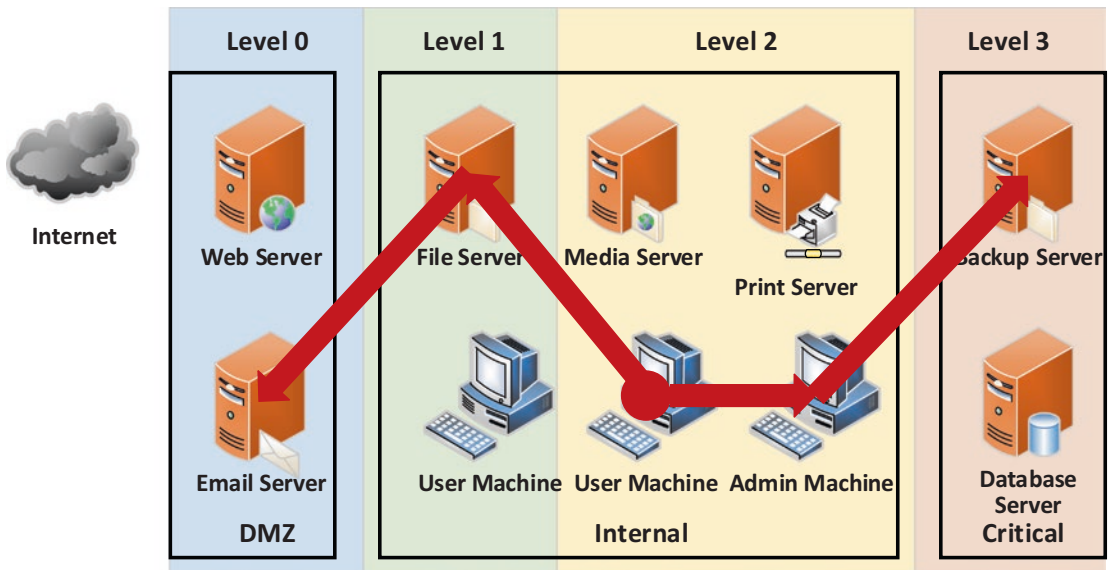 Level 0
Level 1
Level 2
Level 3
Internet
Web Server
File Server
Media Server
Print Server
Backup Server
Email Server
User Machine
User Machine
Admin Machine
Database
Server
DMZ
Internal
Critical